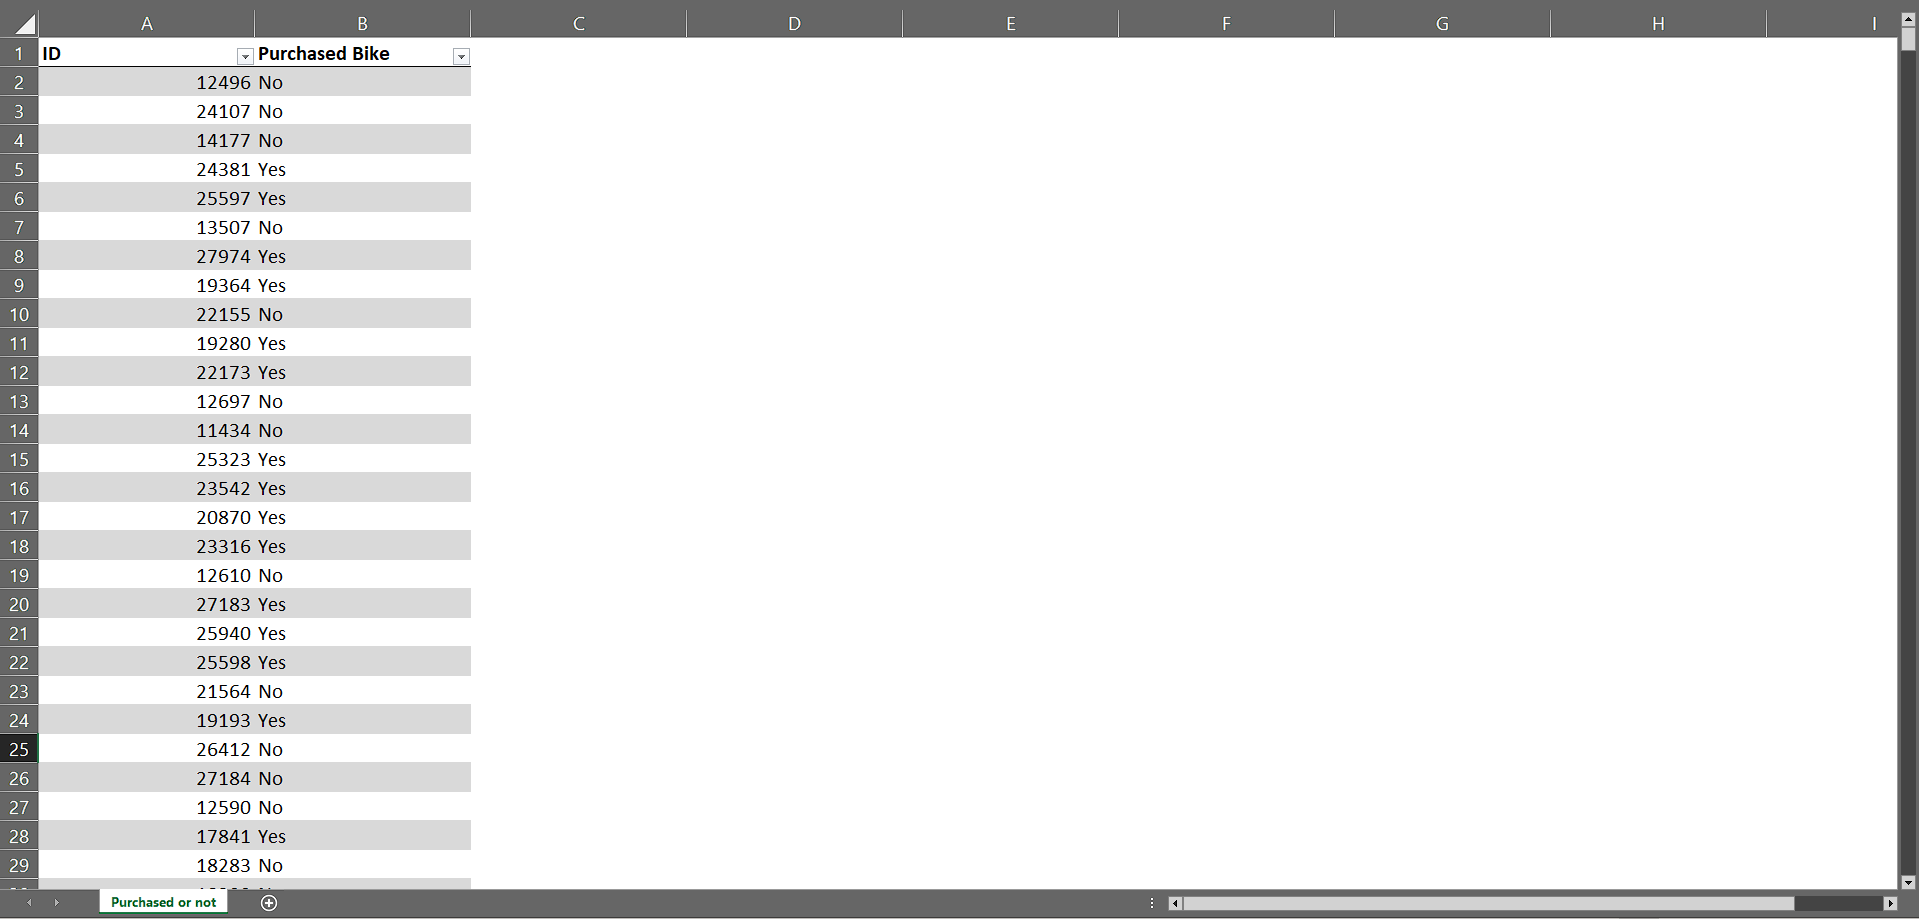 A B C D E F G H I
1 ID Purchased Bike
2 12496 No
3 24107 No
4 14177 No
5 24381 Yes
6 25597 Yes
7 13507 No
8 27974 Yes
9 19364 Yes
10 22155 No
11 19280 Yes
12 22173 Yes
13 12697 No
14 11434 No
15 25323 Yes
16 23542 Yes
17 20870 Yes
18 23316 Yes
19 12610 No
20 27183 Yes
21 25940 Yes
22 25598 Yes
23 21564 No
24 19193 Yes
25 26412 No
26 27184 No
27 12590 No
28 17841 Yes
29 18283 No
Purchased or not